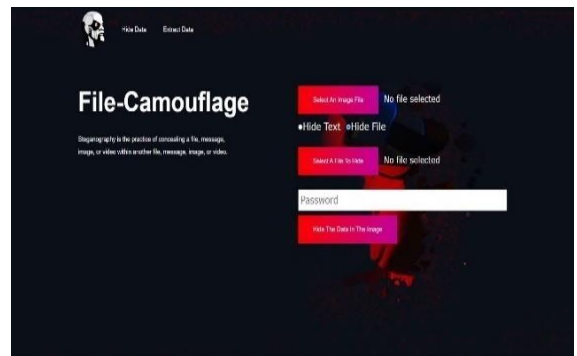 Hide Data Extract Data
File-Camouflage
Steganography is the practice of concealing a file, message,
image, or video within another file, message, image, or video.
Select An Image File No file selected
Hide Text Hide File
Select A File To Hide No file selected
Password
Hide The Data In The Image